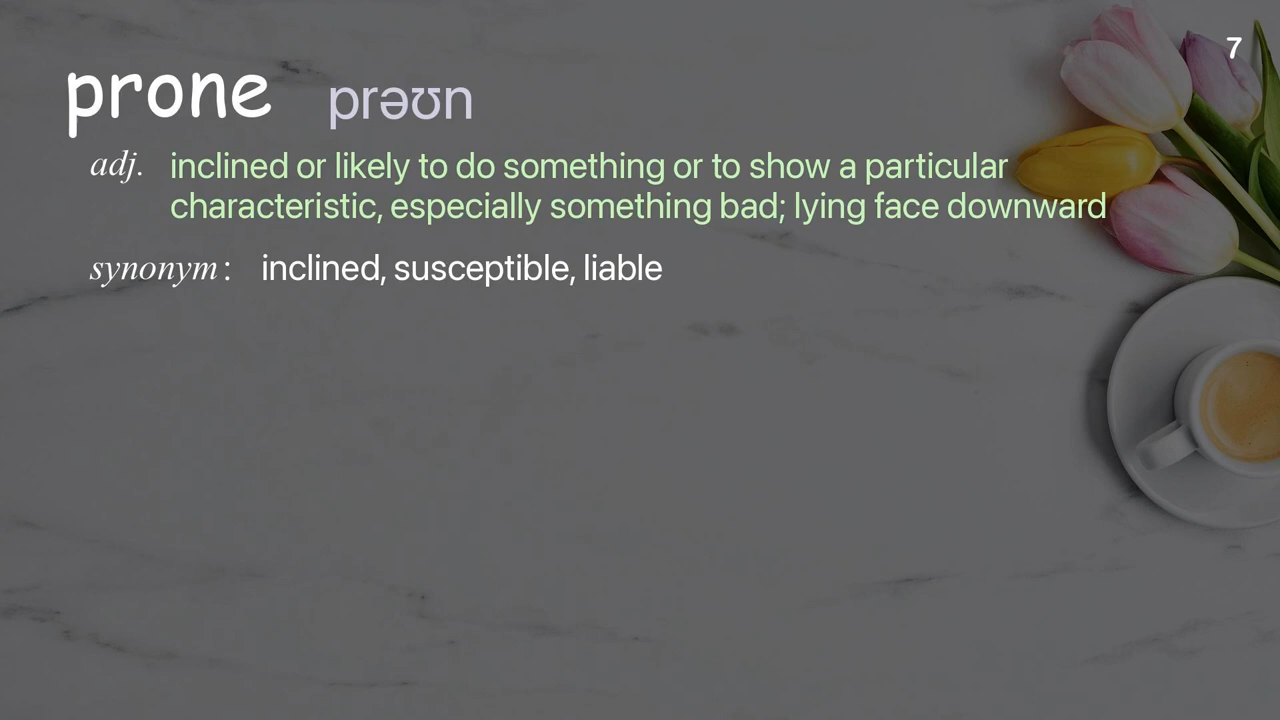 7
prone prəʊn
adj. inclined or likely to do something or to show a particular
characteristic, especially something bad; lying face downward
synonym: inclined, susceptible, liable